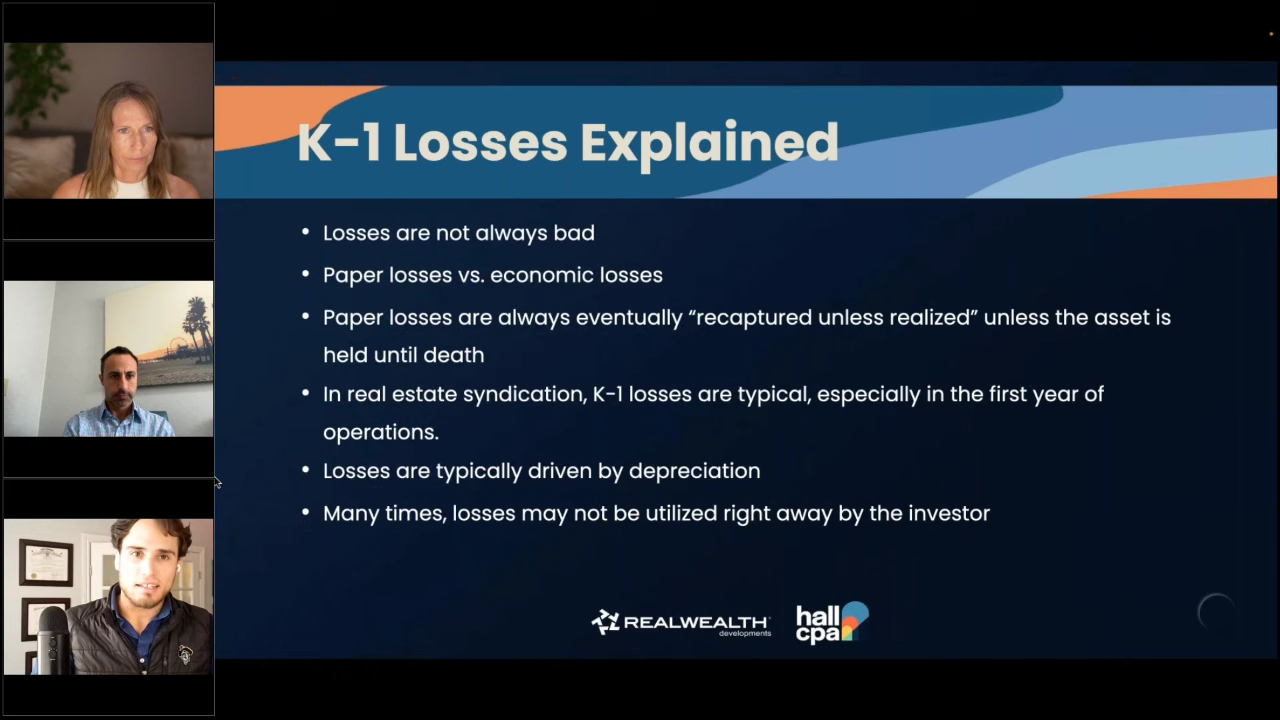 K-1 Losses Explained
• Losses are not always bad
• Paper losses vs. economic losses
• Paper losses are always eventually “recaptured unless realized” unless the asset is
held until death
• In real estate syndication, K-1 losses are typical, especially in the first year of
operations.
• Losses are typically driven by depreciation
• Many times, losses may not be utilized right away by the investor
REALWEALTH
developments
hall
cpa